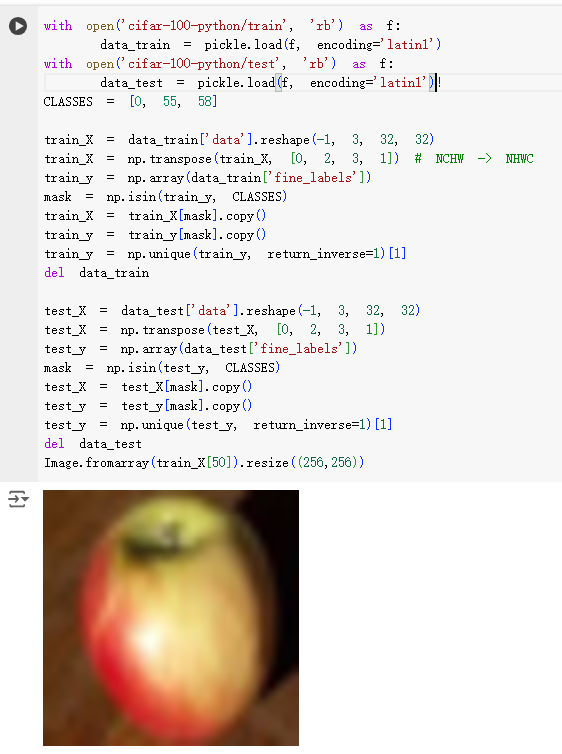 with open('cifar-100-python/train', 'rb') as f:
data_train = pickle.load(f, encoding='latin1')
with open('cifar-100-python/test', 'rb') as f:
data_test = pickle.load(f, encoding='latin1')!
CLASSES = [0, 55, 58]
train_X = data_train['data'].reshape(-1, 3, 32, 32)
train_X = np.transpose(train_X, [0, 2, 3, 1]) # NCHW -> NHWC
train_y = np.array(data_train['fine_labels'])
mask = np.isin(train_y, CLASSES)
train_X = train_X[mask].copy()
train_y = train_y[mask].copy()
train_y = np.unique(train_y, return_inverse=1)[1]
del data_train
test_X = data_test['data'].reshape(-1, 3, 32, 32)
test_X = np.transpose(test_X, [0, 2, 3, 1])
test_y = np.array(data_test['fine_labels'])
mask = np.isin(test_y, CLASSES)
test_X = test_X[mask].copy()
test_y = test_y[mask].copy()
test_y = np.unique(test_y, return_inverse=1)[1]
del data_test
Image.fromarray(train_X[50]).resize((256,256))